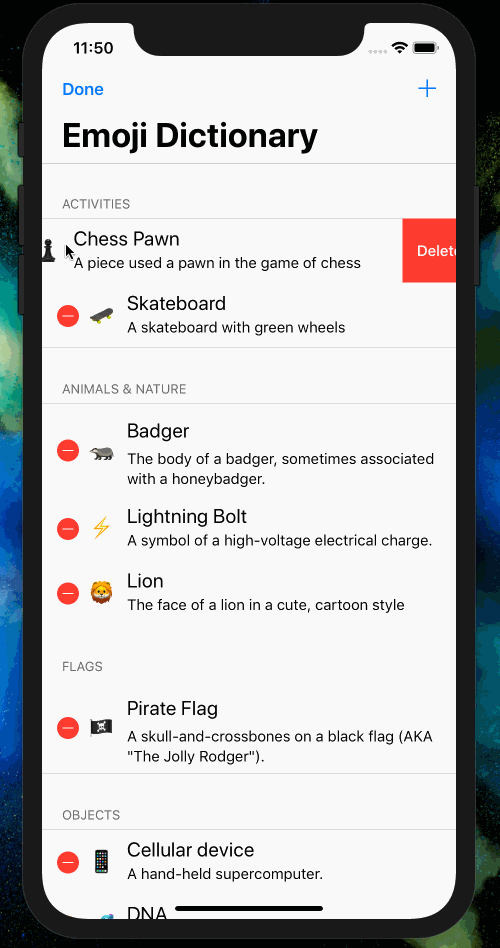 11:50
Done
+
Emoji Dictionary
ACTIVITIES
Chess Pawn
A piece used a pawn in the game of chess
Delete
Skateboard
A skateboard with green wheels
ANIMALS & NATURE
Badger
The body of a badger, sometimes associated
with a honeybadger.
Lightning Bolt
A symbol of a high-voltage electrical charge.
Lion
The face of a lion in a cute, cartoon style
FLAGS
Pirate Flag
A skull-and-crossbones on a black flag (AKA
"The Jolly Rodger").
OBJECTS
Cellular device
A hand-held supercomputer.
DNA